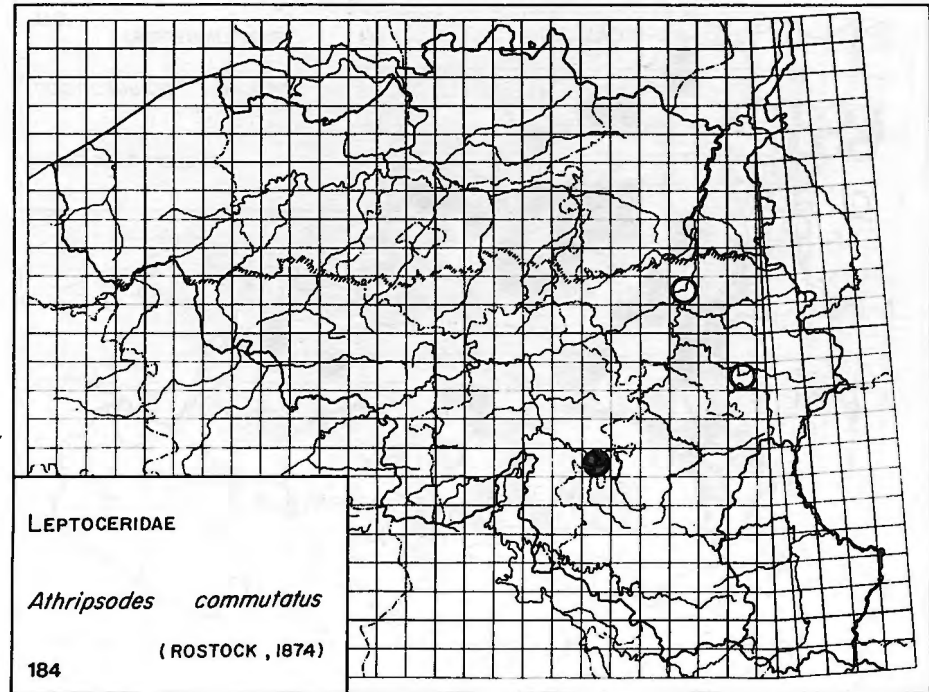 LEPTOCERIDAE
Athripsodes commutatus
(ROSTOCK, 1874)
184